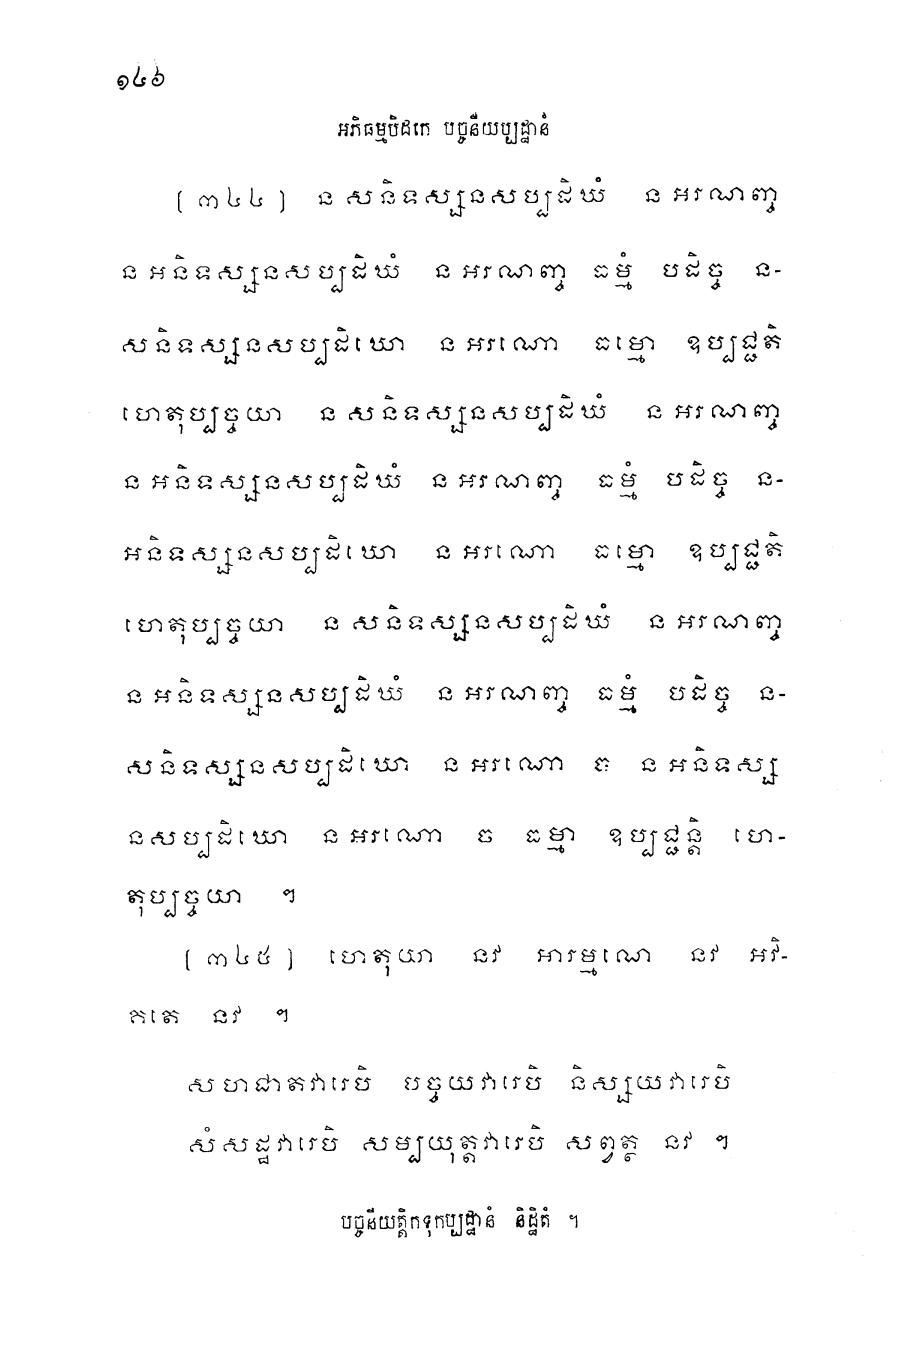 ១៤៦
អភិធម្មបិដកេ បច្ចនីយប្បដ្ឋានំ
[ ៣៤៤ ] ន សនិទស្សនសប្បដិឃំ ន អរណញ្ច
ន អនិទស្សនសប្បដិឃំ ន អរណញ្ច ធម្មំ បដិច្ច ន-
សនិទស្សនសប្បដិឃោ ន អរណោ ធម្មោ ឧប្បជ្ជតិ
ហេតុប្បច្ចយា ន សនិទស្សនសប្បដិឃំ ន អរណញ្ច
ន អនិទស្សនសប្បដិឃំ ន អរណញ្ច ធម្មំ បដិច្ច ន-
អនិទស្សនសប្បដិឃោ ន អរណោ ធម្មោ ឧប្បជ្ជតិ
ហេតុប្បច្ចយា ន សនិទស្សនសប្បដិឃំ ន អរណញ្ច
ន អនិទស្សនសប្បដិឃំ ន អរណញ្ច ធម្មំ បដិច្ច ន-
សនិទស្សនសប្បដិឃោ ន អរណោ ច ន អនិទស្ស
នសប្បដិឃោ ន អរណោ ច ធម្មា ឧប្បជ្ជន្តិ ហេ-
តុប្បច្ចយា ។
[ ៣៤៥ ] ហេតុយា នវ អារម្មណេ នវ អវិ-
គតេ នវ ។
សហជាតវារេបិ បច្ចយវារេបិ និស្សយវារេបិ
សំសដ្ឋវារេបិ សម្បយុត្តវារេបិ សព្វត្ថ នវ ។
បច្ចនីយត្តិកទុកប្បដ្ឋានំ និដ្ឋិតំ ។